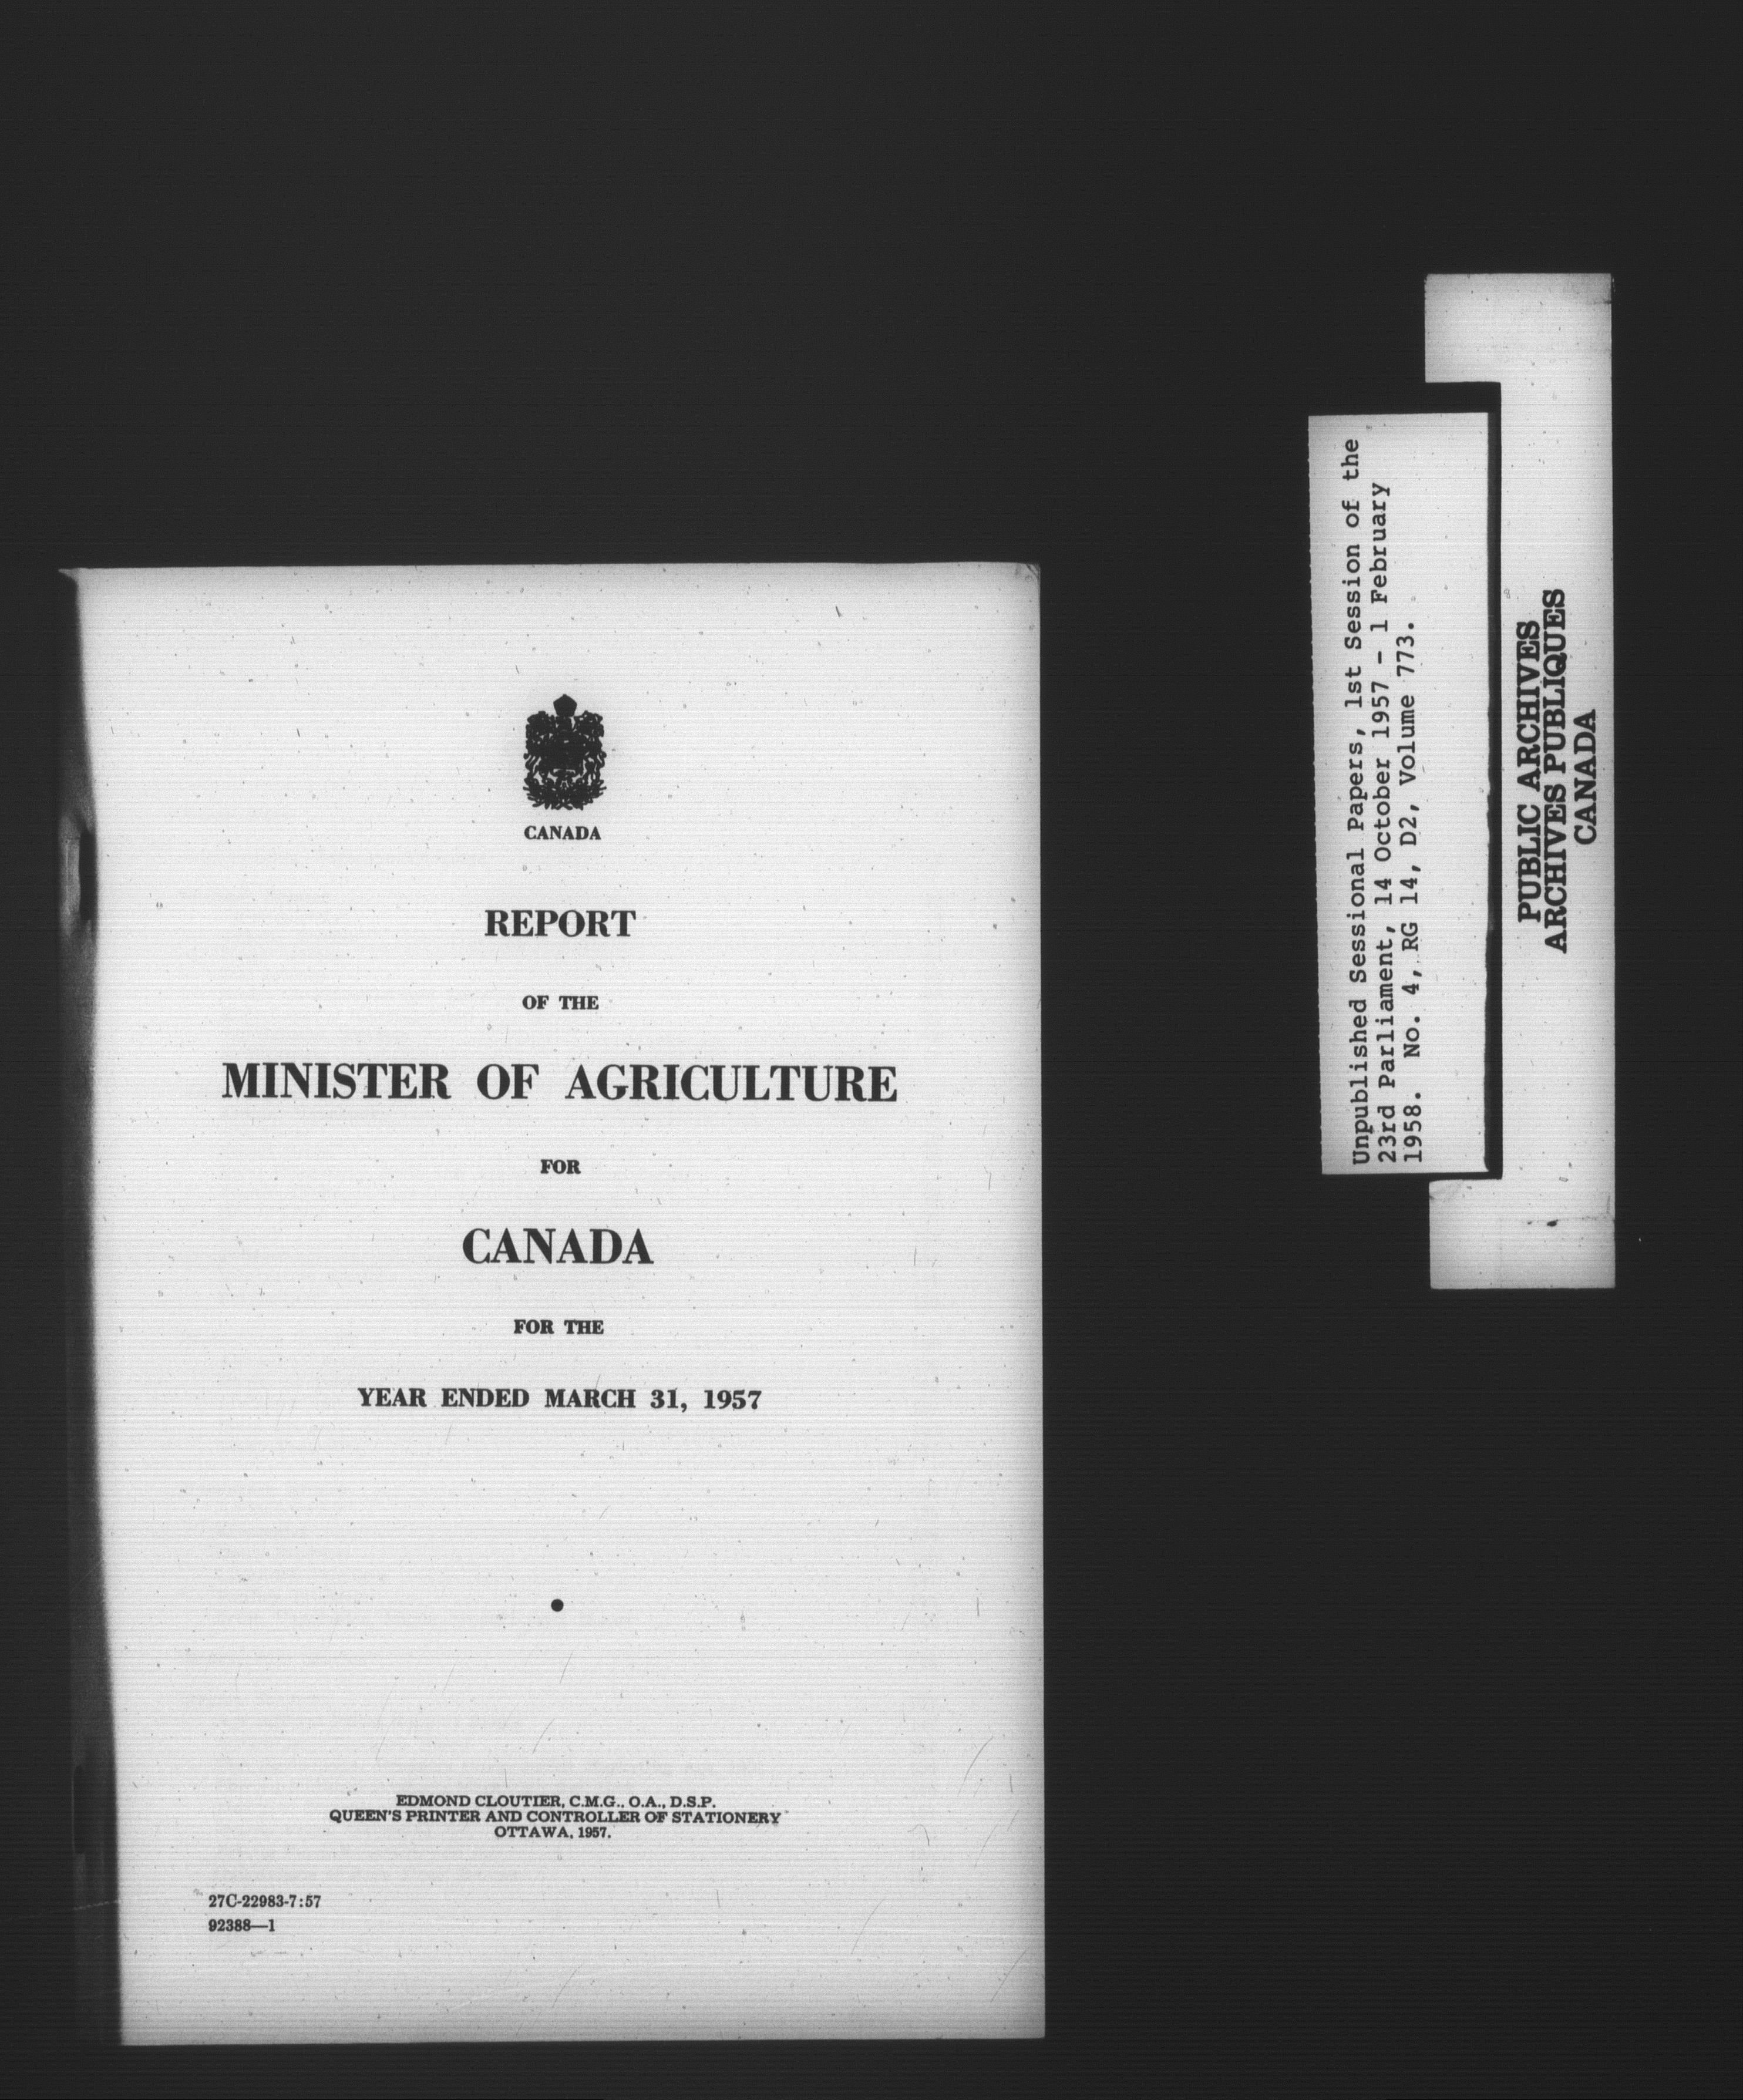 CANADA
REPORT
OF THE
MINISTER OF AGRICULTURE
FOR
CANADA
FOR THE
YEAR ENDED MARCH 31, 1957
EDMOND CLOUTIER, C.M.G., O.A., D.S.P.
QUEEN'S PRINTER AND CONTROLLER OF STATIONERY
OTTAWA, 1957.
27C-22983-7:57
92388—1
Unpublished Sessional Papers, 1st Session of the
23rd Parliament, 14 October 1957 - 1 February
1958. No. 4, RG 14, D2, Volume 773.
PUBLIC ARCHIVES
ARCHIVES PUBLIQUES
CANADA